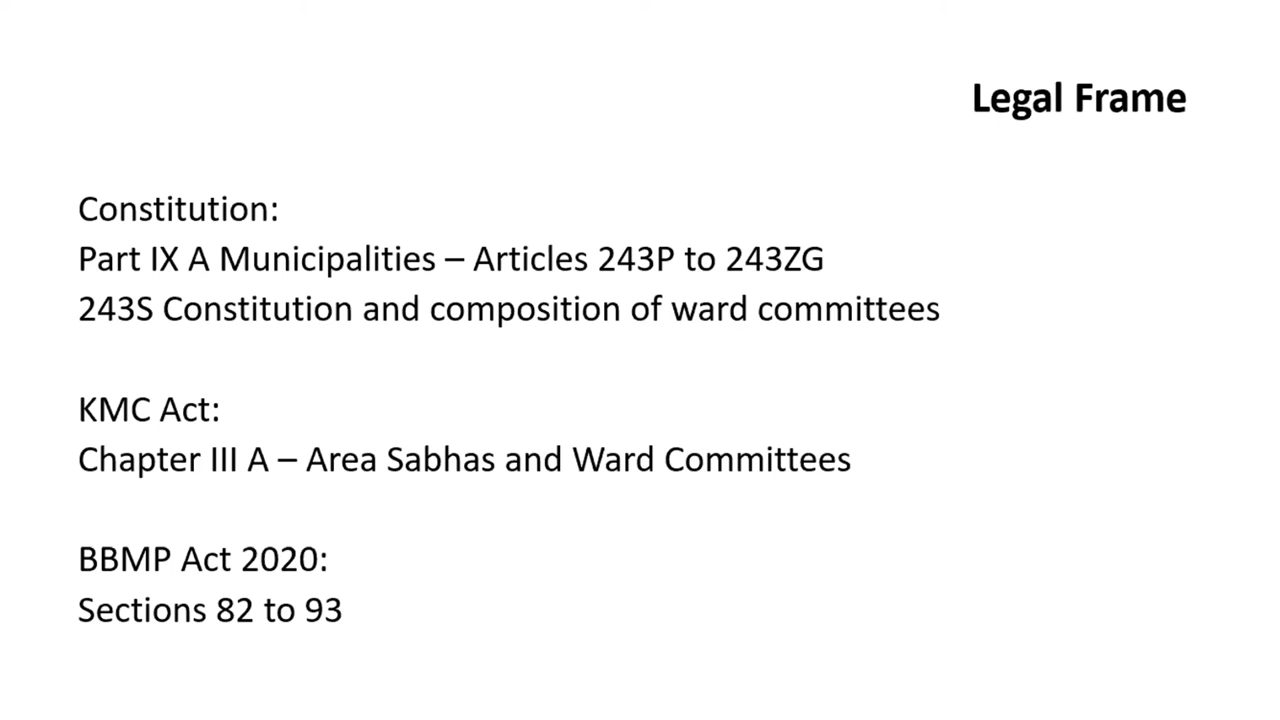 Legal Frame
Constitution:
Part IX A Municipalities – Articles 243P to 243ZG
243S Constitution and composition of ward committees
KMC Act:
Chapter III A – Area Sabhas and Ward Committees
BBMP Act 2020:
Sections 82 to 93